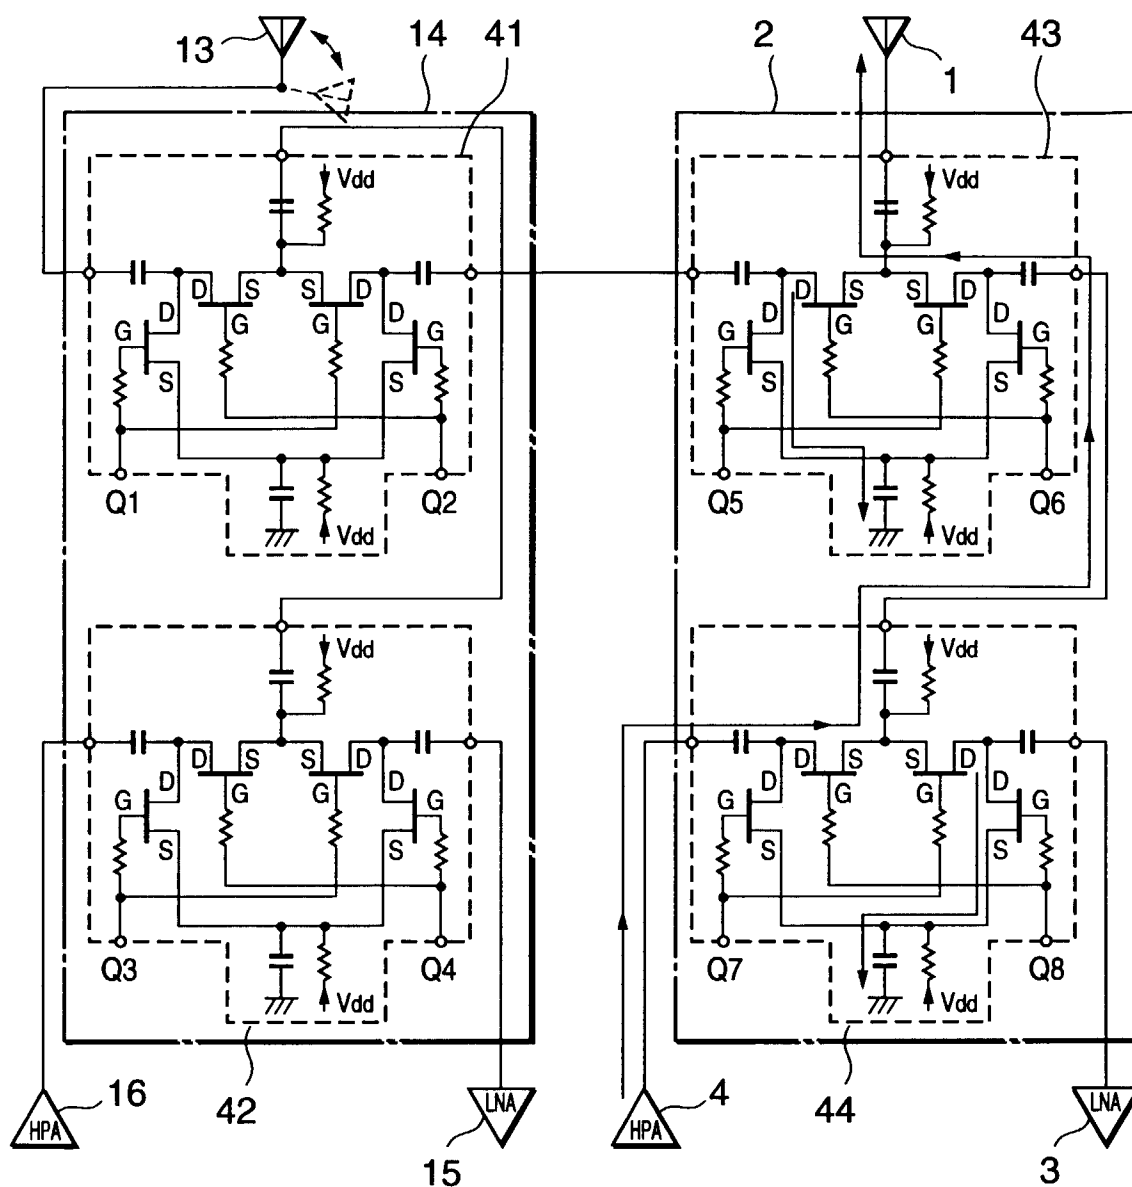 13
14
41
2
1
43
Vdd
Vdd
D S S D
D S S D
G D G G D G
G D G G D G
S S
S S
Q1 Q2
Q5 Q6
Vdd
Vdd
Vdd
Vdd
D S S D
D S S D
G D G G D G
G D G G D G
S S
S S
Q3 Q4
Q7 Q8
Vdd
Vdd
16
HPA
42
15
LNA
4
HPA
44
3
LNA